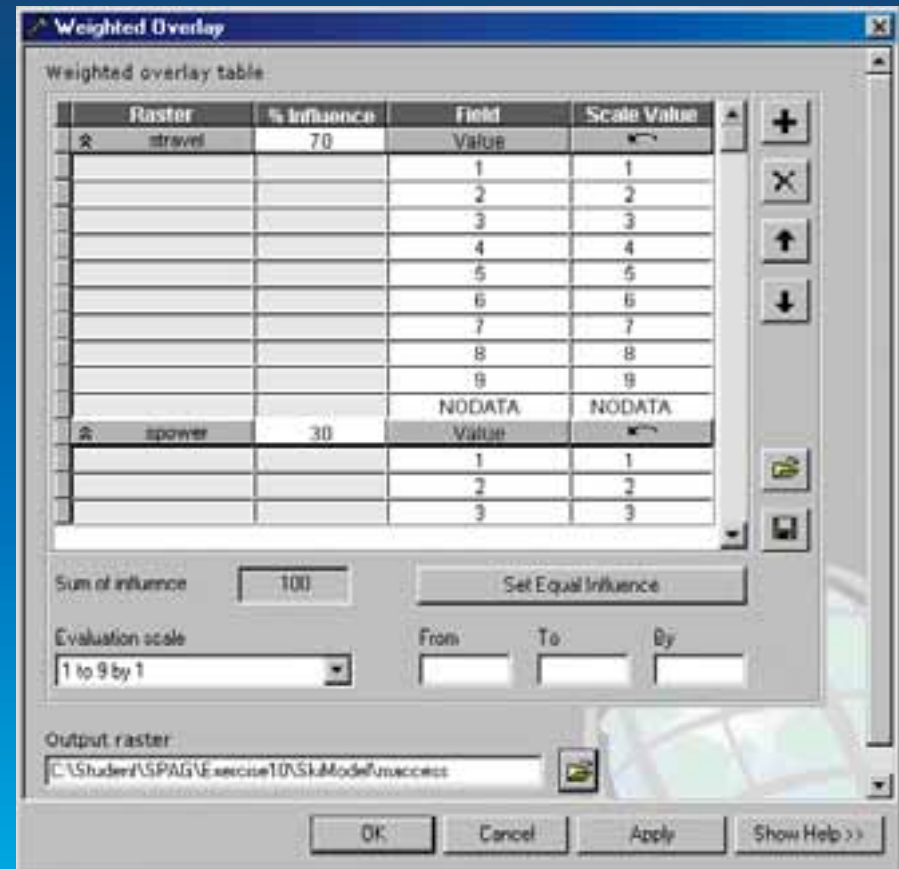 Weighted Overlay
Weighted overlay table
Raster % Influence Field Scale Value
stravel 70 Value
1 1
2 2
3 3
4 4
5 5
6 6
7 7
8 8
9 9
NODATA NODATA
spower 30 Value
1 1
2 2
3 3
Sum of influence 100 Set Equal Influence
Evaluation scale From To By
1 to 9 by 1
Output raster
C:\Student\SPAG\Exercise10\SkiModel\maccess
OK Cancel Apply Show Help >>